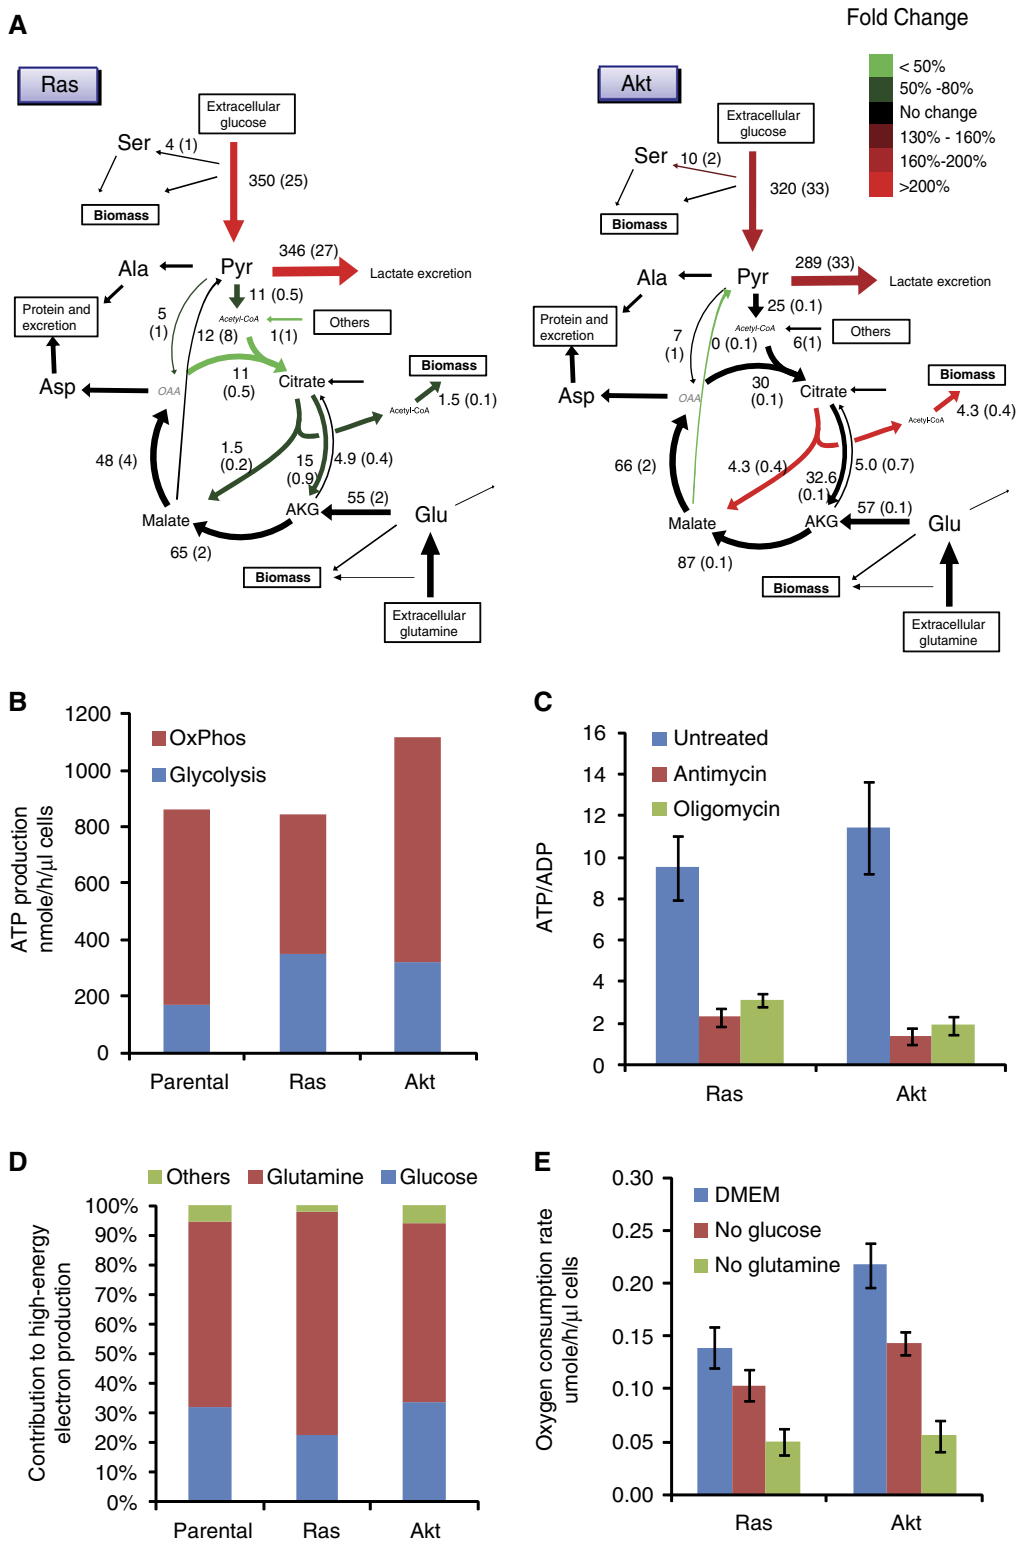 A
Fold Change
< 50%
50% -80%
No change
130% - 160%
160%-200%
>200%
Ras
Extracellular
glucose
Ser
4 (1)
350 (25)
Biomass
346 (27)
Ala
Pyr
Lactate excretion
11 (0.5)
Protein and
excretion
5
(1)
12 (8)
Acetyl-CoA
1(1)
Others
11
(0.5)
Citrate
Biomass
1.5 (0.1)
Asp
OAA
Acetyl-CoA
48 (4)
1.5
(0.2)
15
(0.9)
4.9 (0.4)
55 (2)
Malate
AKG
Glu
65 (2)
Biomass
Extracellular
glutamine
Akt
Extracellular
glucose
Ser
10 (2)
320 (33)
Biomass
289 (33)
Ala
Pyr
Lactate excretion
25 (0.1)
Protein and
excretion
7
(1)
0 (0.1)
Acetyl-CoA
6(1)
Others
30
(0.1)
Citrate
Biomass
4.3 (0.4)
Asp
OAA
Acetyl-CoA
66 (2)
4.3 (0.4)
32.6
(0.1)
5.0 (0.7)
57 (0.1)
Malate
AKG
Glu
87 (0.1)
Biomass
Extracellular
glutamine
B
ATP production
nmole/h/µl cells
1200
1000
800
600
400
200
0
OxPhos
Glycolysis
Parental
Ras
Akt
C
ATP/ADP
16
14
12
10
8
6
4
2
0
Untreated
Antimycin
Oligomycin
Ras
Akt
D
Others
Glutamine
Glucose
Contribution to high-energy
electron production
100%
90%
80%
70%
60%
50%
40%
30%
20%
10%
0%
Parental
Ras
Akt
E
Oxygen consumption rate
umole/h/µl cells
0.30
0.25
0.20
0.15
0.10
0.05
0.00
DMEM
No glucose
No glutamine
Ras
Akt